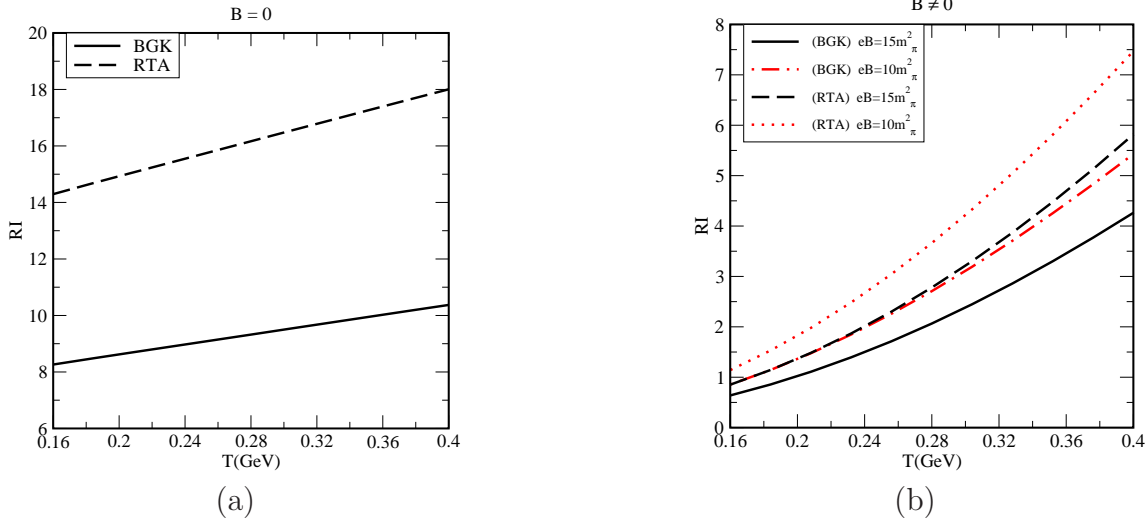 B = 0
BGK
RTA
20
18
16
14
12
10
8
6
RI
0.16 0.2 0.24 0.28 0.32 0.36 0.4
T(GeV)
(a)
B ≠ 0
(BGK) eB=15m²π
(BGK) eB=10m²π
(RTA) eB=15m²π
(RTA) eB=10m²π
8
7
6
5
4
3
2
1
0
RI
0.16 0.2 0.24 0.28 0.32 0.36 0.4
T(GeV)
(b)